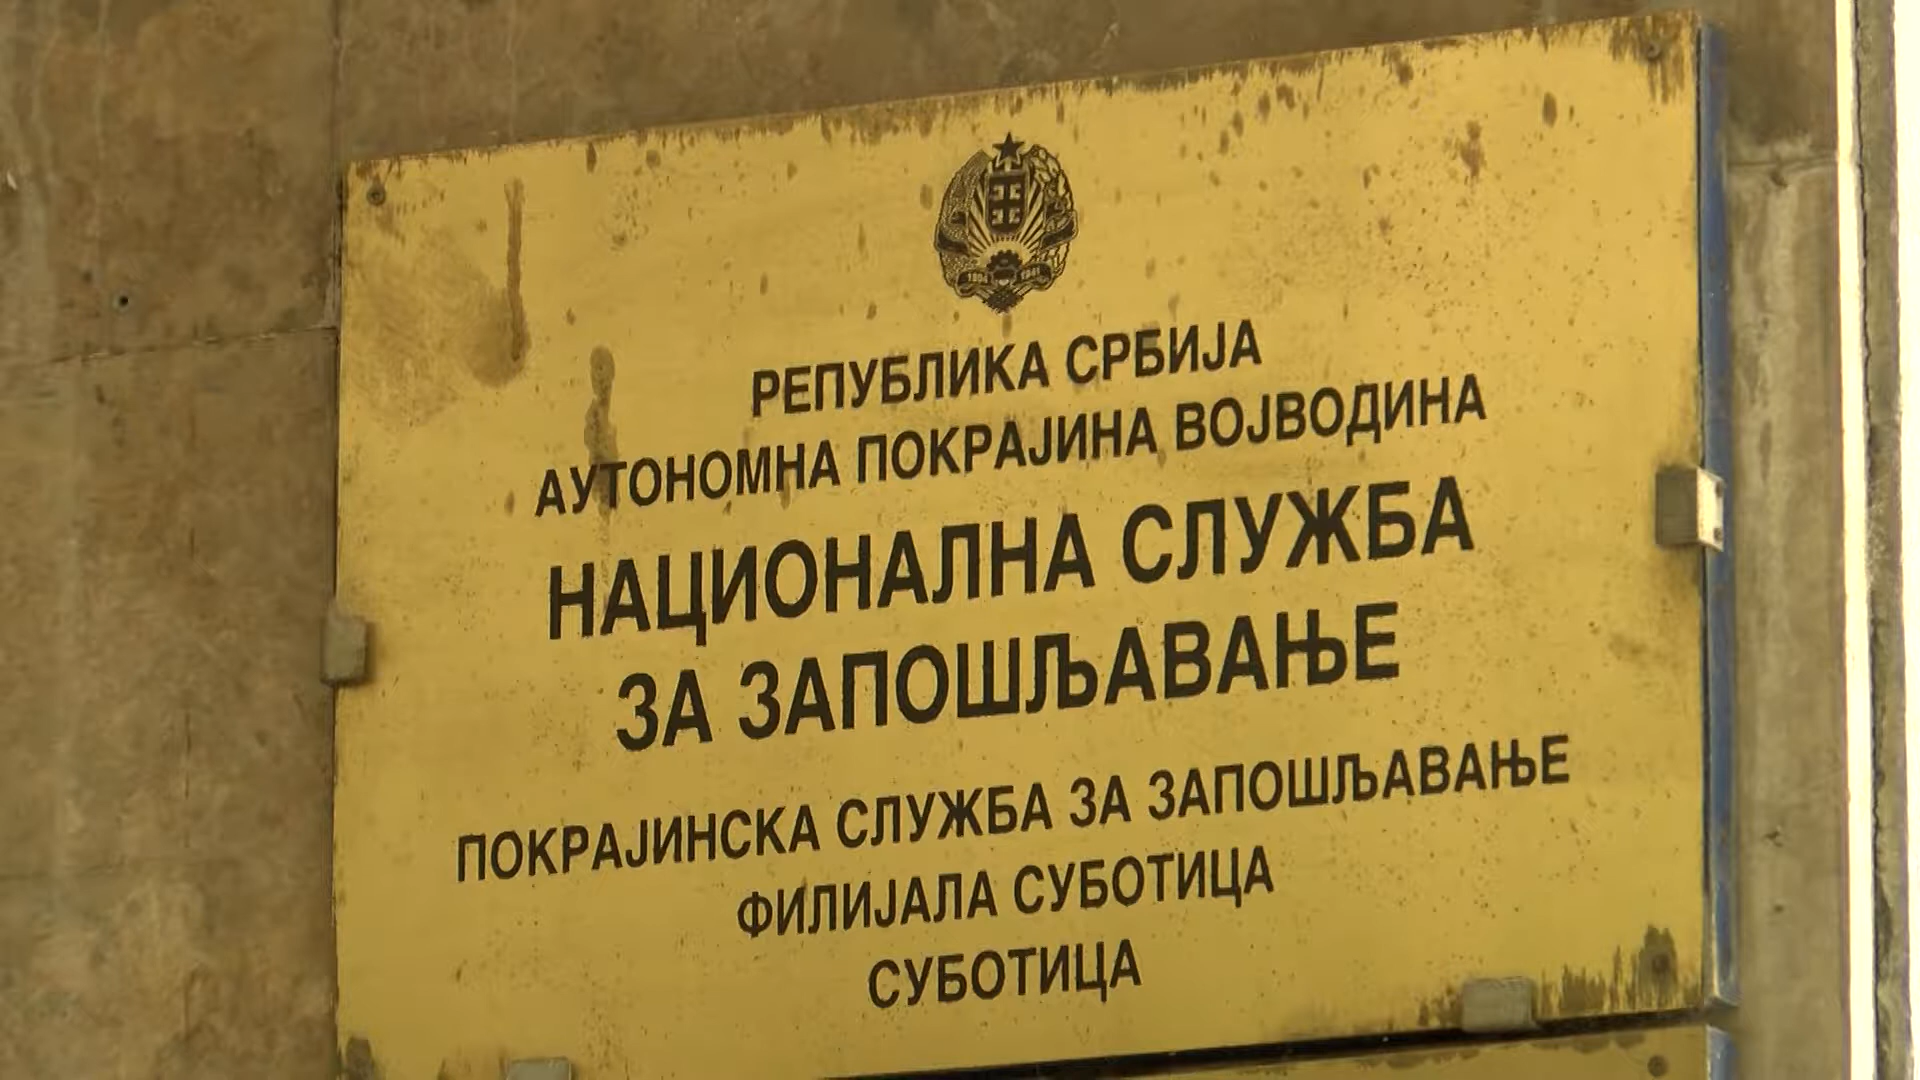 РЕПУБЛИКА СРБИЈА
АУТОНОМНА ПОКРАЈИНА ВОЈВОДИНА
НАЦИОНАЛНА СЛУЖБА
ЗА ЗАПОШЉАВАЊЕ
ПОКРАЈИНСКА СЛУЖБА ЗА ЗАПОШЉАВАЊЕ
ФИЛИЈАЛА СУБОТИЦА
СУБОТИЦА